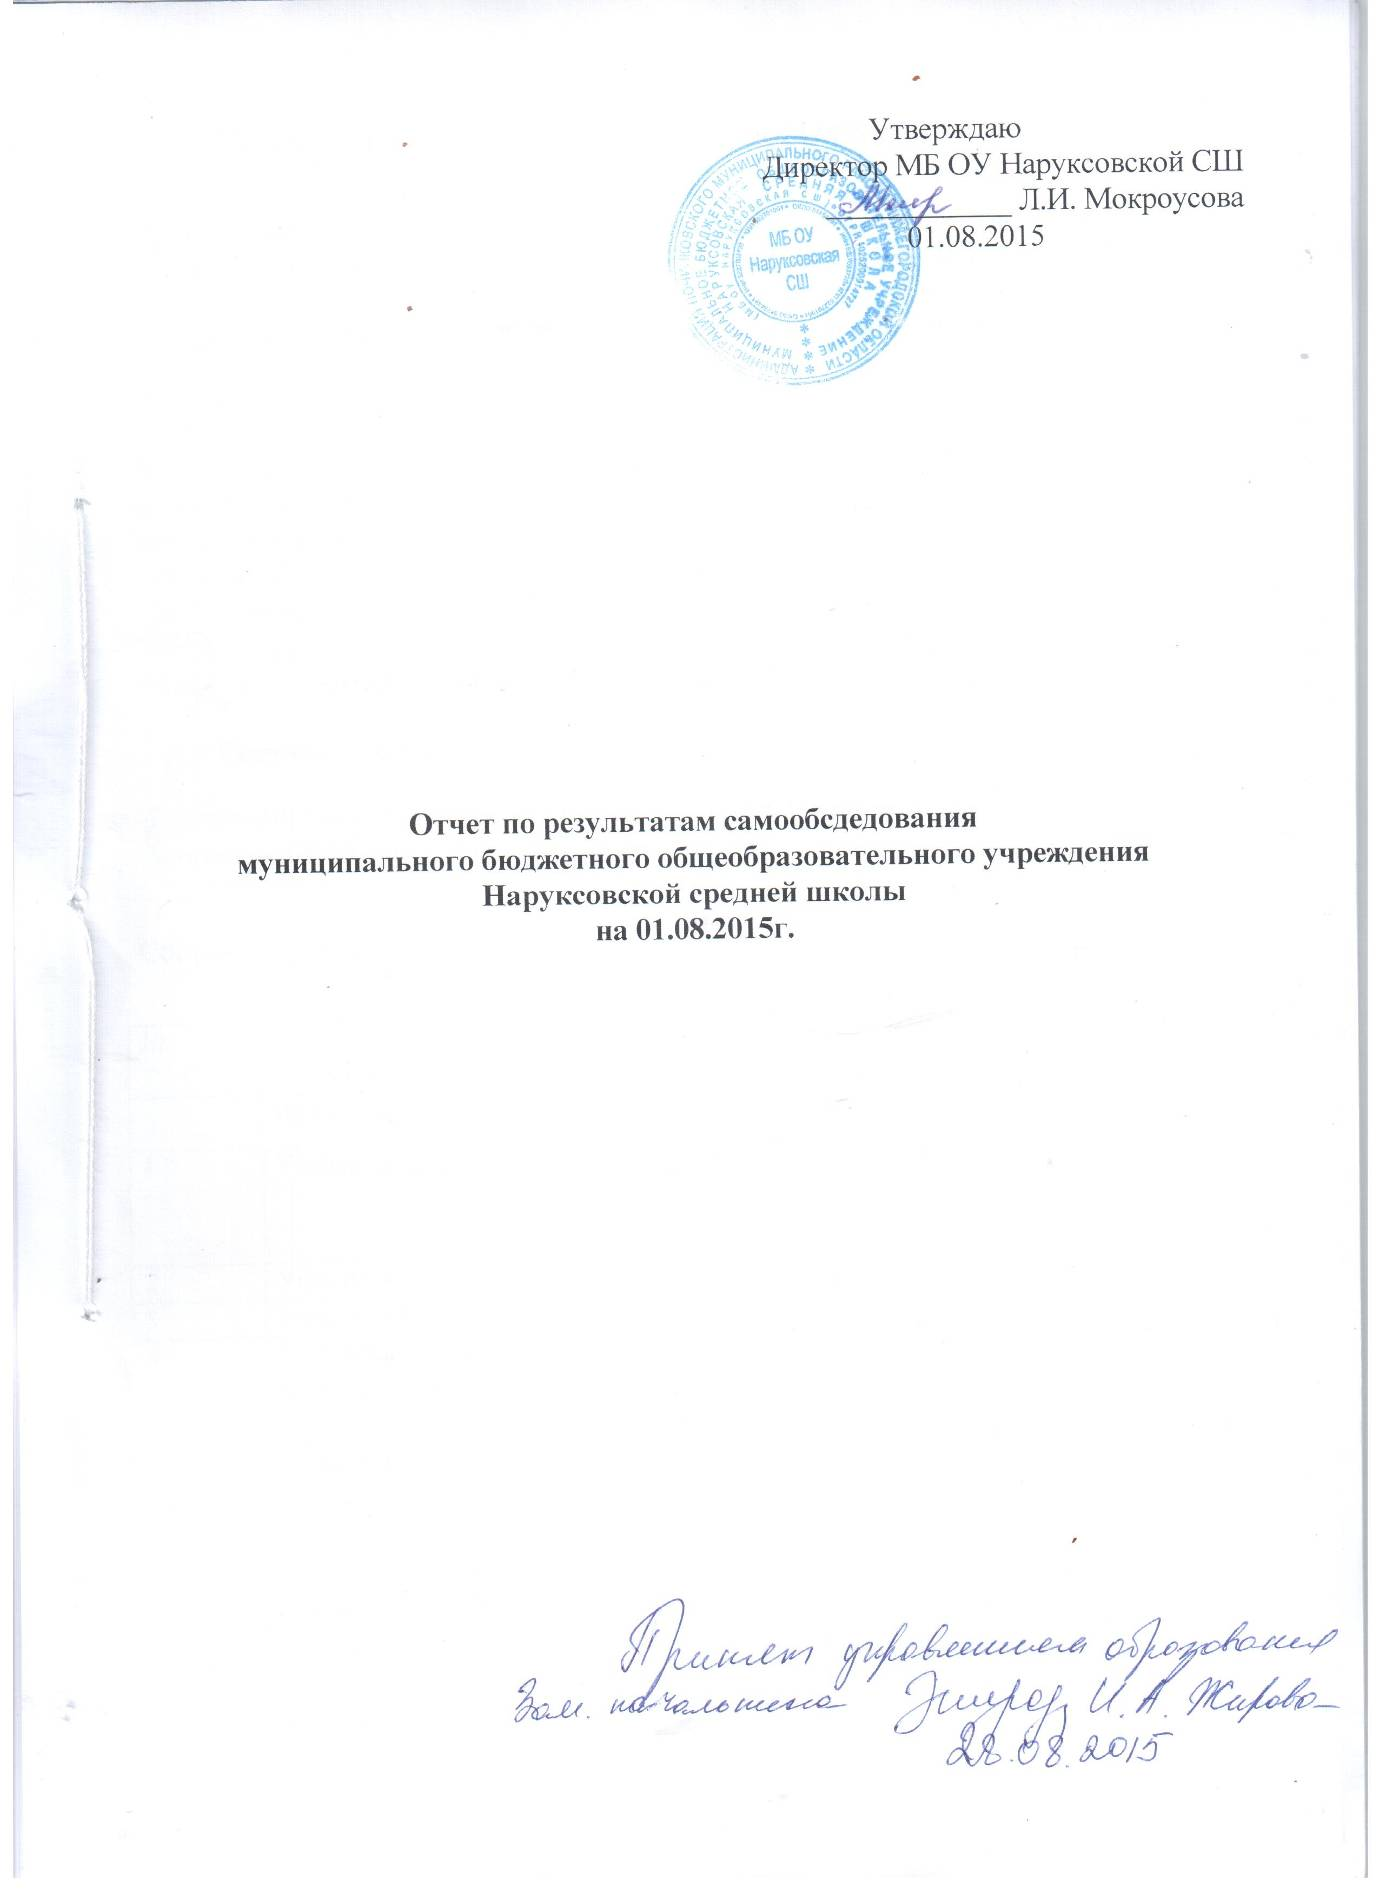 Утверждаю
Директор МБ ОУ Наруксовской СШ
Л.И. Мокроусова
01.08.2015
МБ ОУ
Наруксовская
СШ
Отчет по результатам самообсдедования
муниципального бюджетного общеобразовательного учреждения
Наруксовской средней школы
на 01.08.2015г.
Принят управлением образования
Зам. начальника И.А. Жирова
28.08.2015